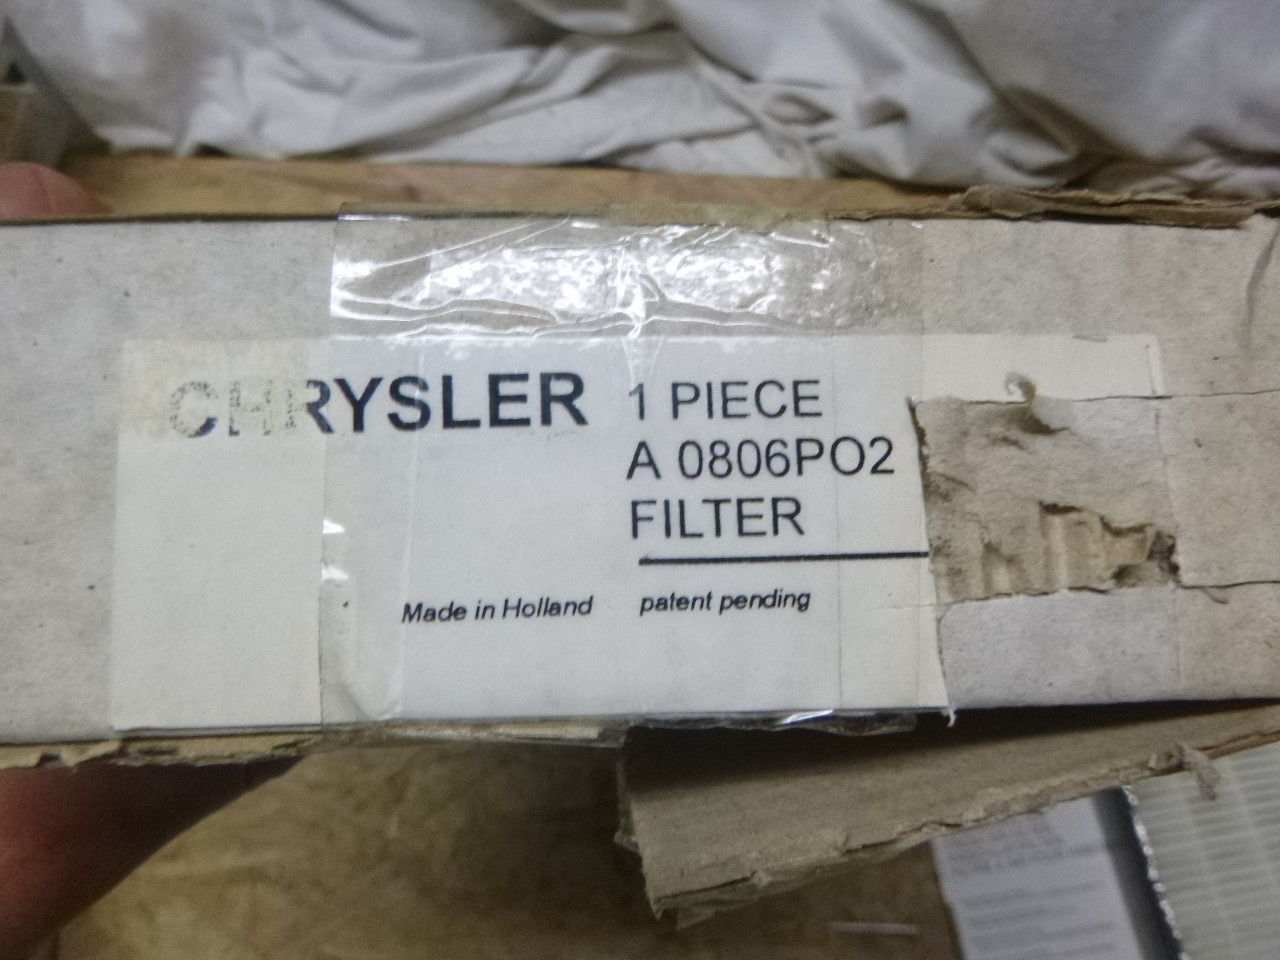 CHRYSLER 1 PIECE
A 0806PO2
FILTER
Made in Holland patent pending